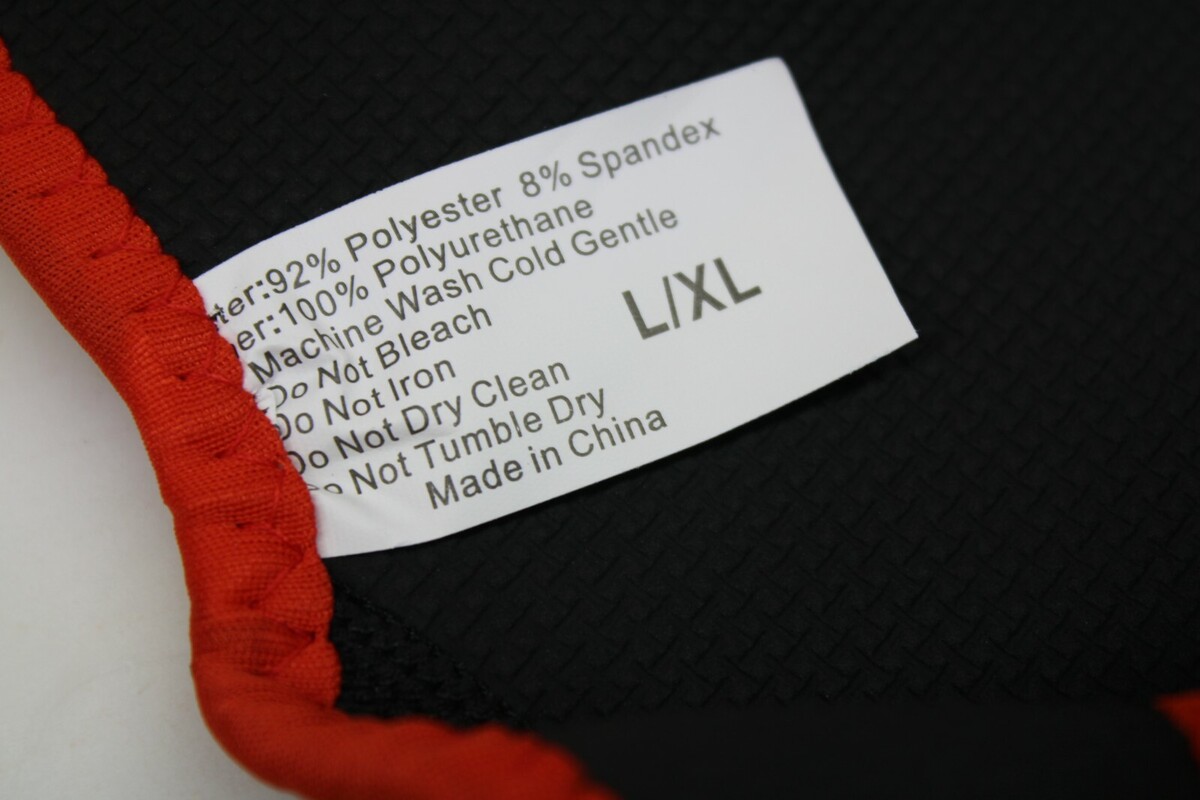 ter:92% Polyester 8% Spandex
er:100% Polyurethane
Machine Wash Cold Gentle
Do Not Bleach
Do Not Iron
Do Not Dry Clean
Do Not Tumble Dry
Made in China
L/XL